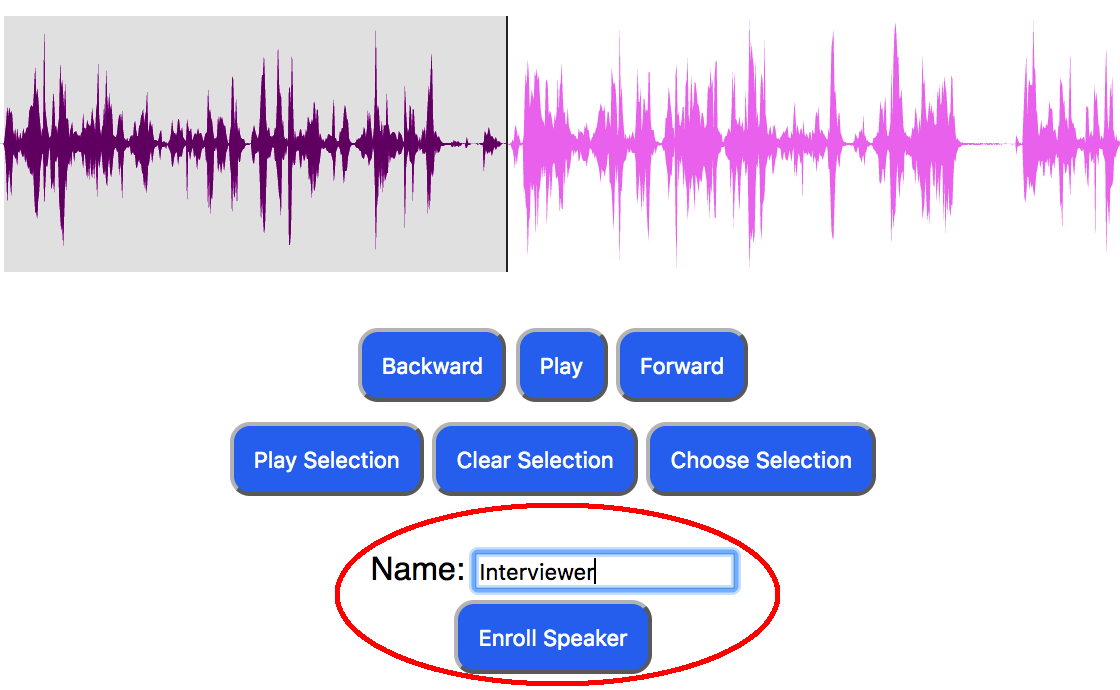 Backward Play Forward
Play Selection Clear Selection Choose Selection
Name: Interviewer
Enroll Speaker